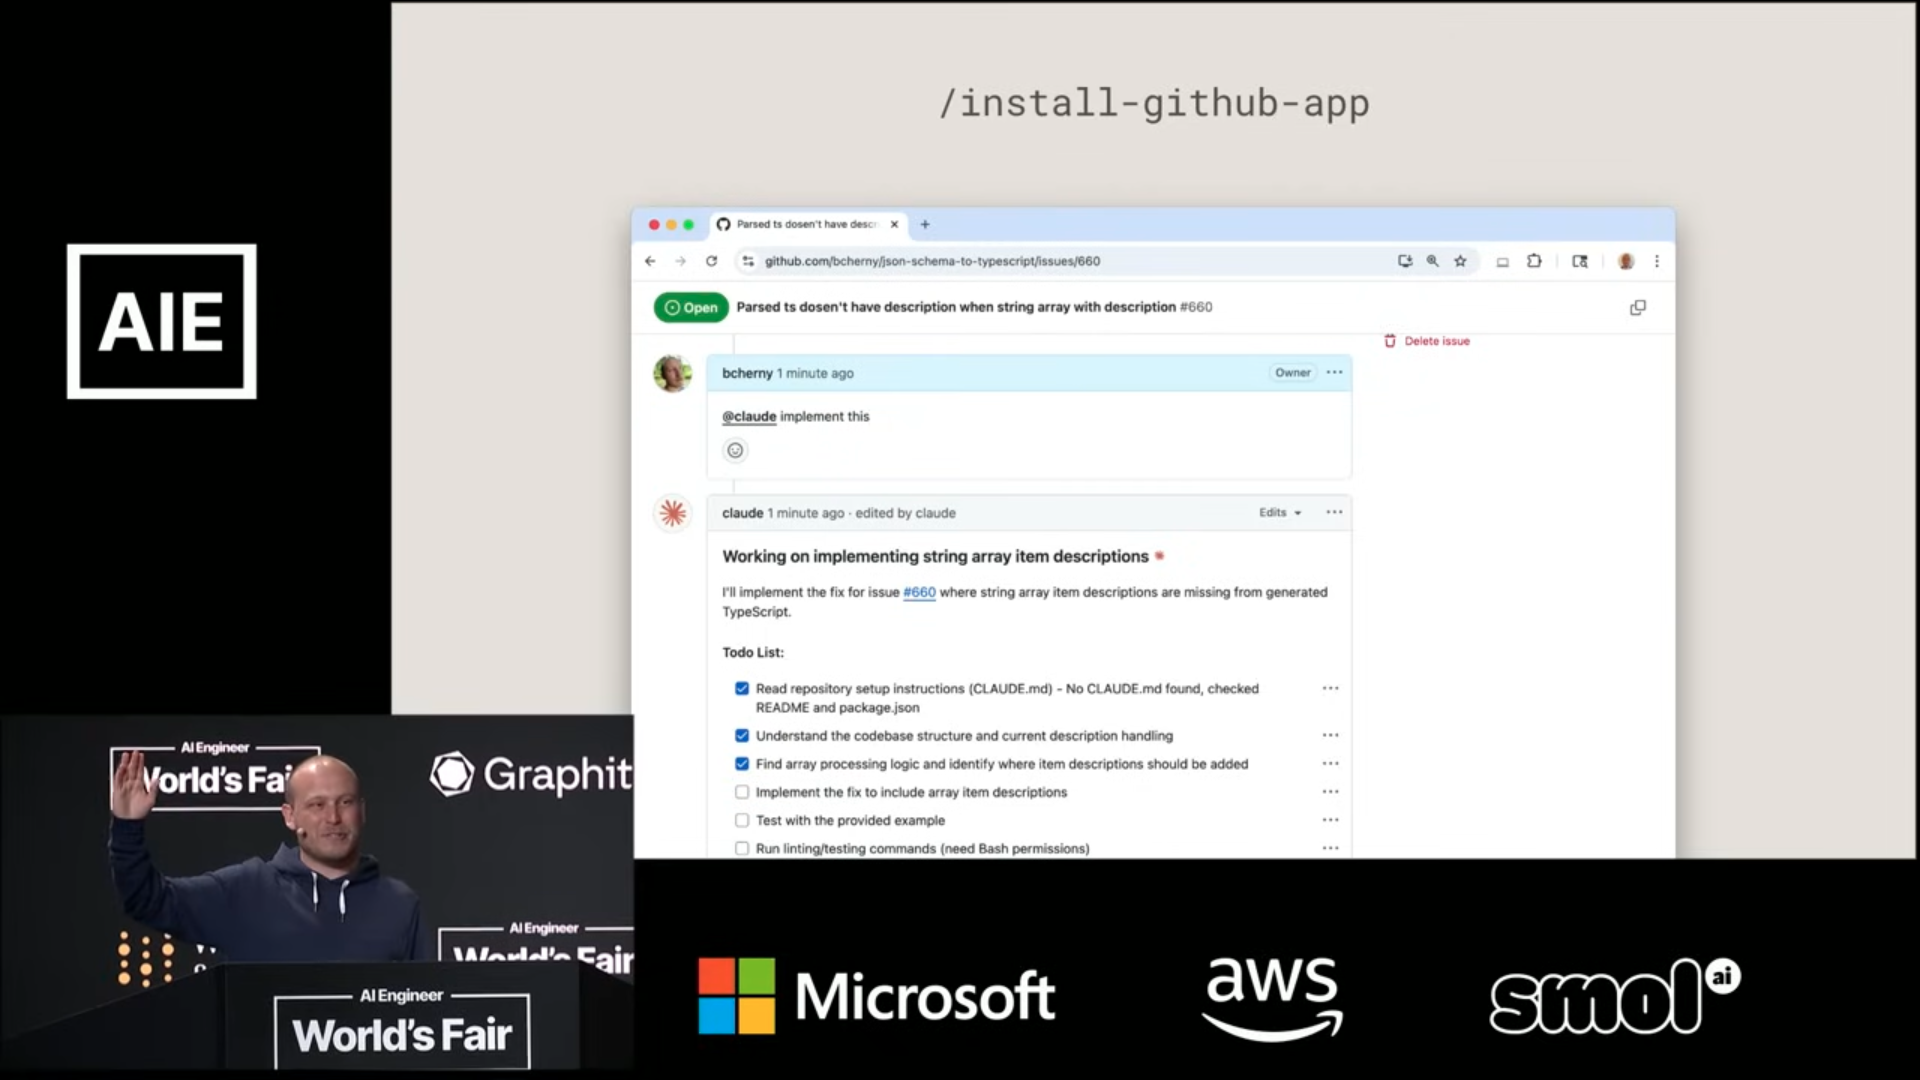 /install-github-app
AIE
Parsed ts dosen't have descr
github.com/bcherny/json-schema-to-typescript/issues/660
Open
Parsed ts dosen't have description when string array with description #660
Delete issue
bcherny 1 minute ago
Owner
@claude implement this
claude 1 minute ago · edited by claude
Edits
Working on implementing string array item descriptions
I'll implement the fix for issue #660 where string array item descriptions are missing from generated
TypeScript.
Todo List:
Read repository setup instructions (CLAUDE.md) - No CLAUDE.md found, checked
README and package.json
Understand the codebase structure and current description handling
Find array processing logic and identify where item descriptions should be added
Implement the fix to include array item descriptions
Test with the provided example
Run linting/testing commands (need Bash permissions)
AI Engineer
World's Fai
Graphit
AI Engineer
World's Fair
AI Engineer
World's Fair
Microsoft
aws
smol ai